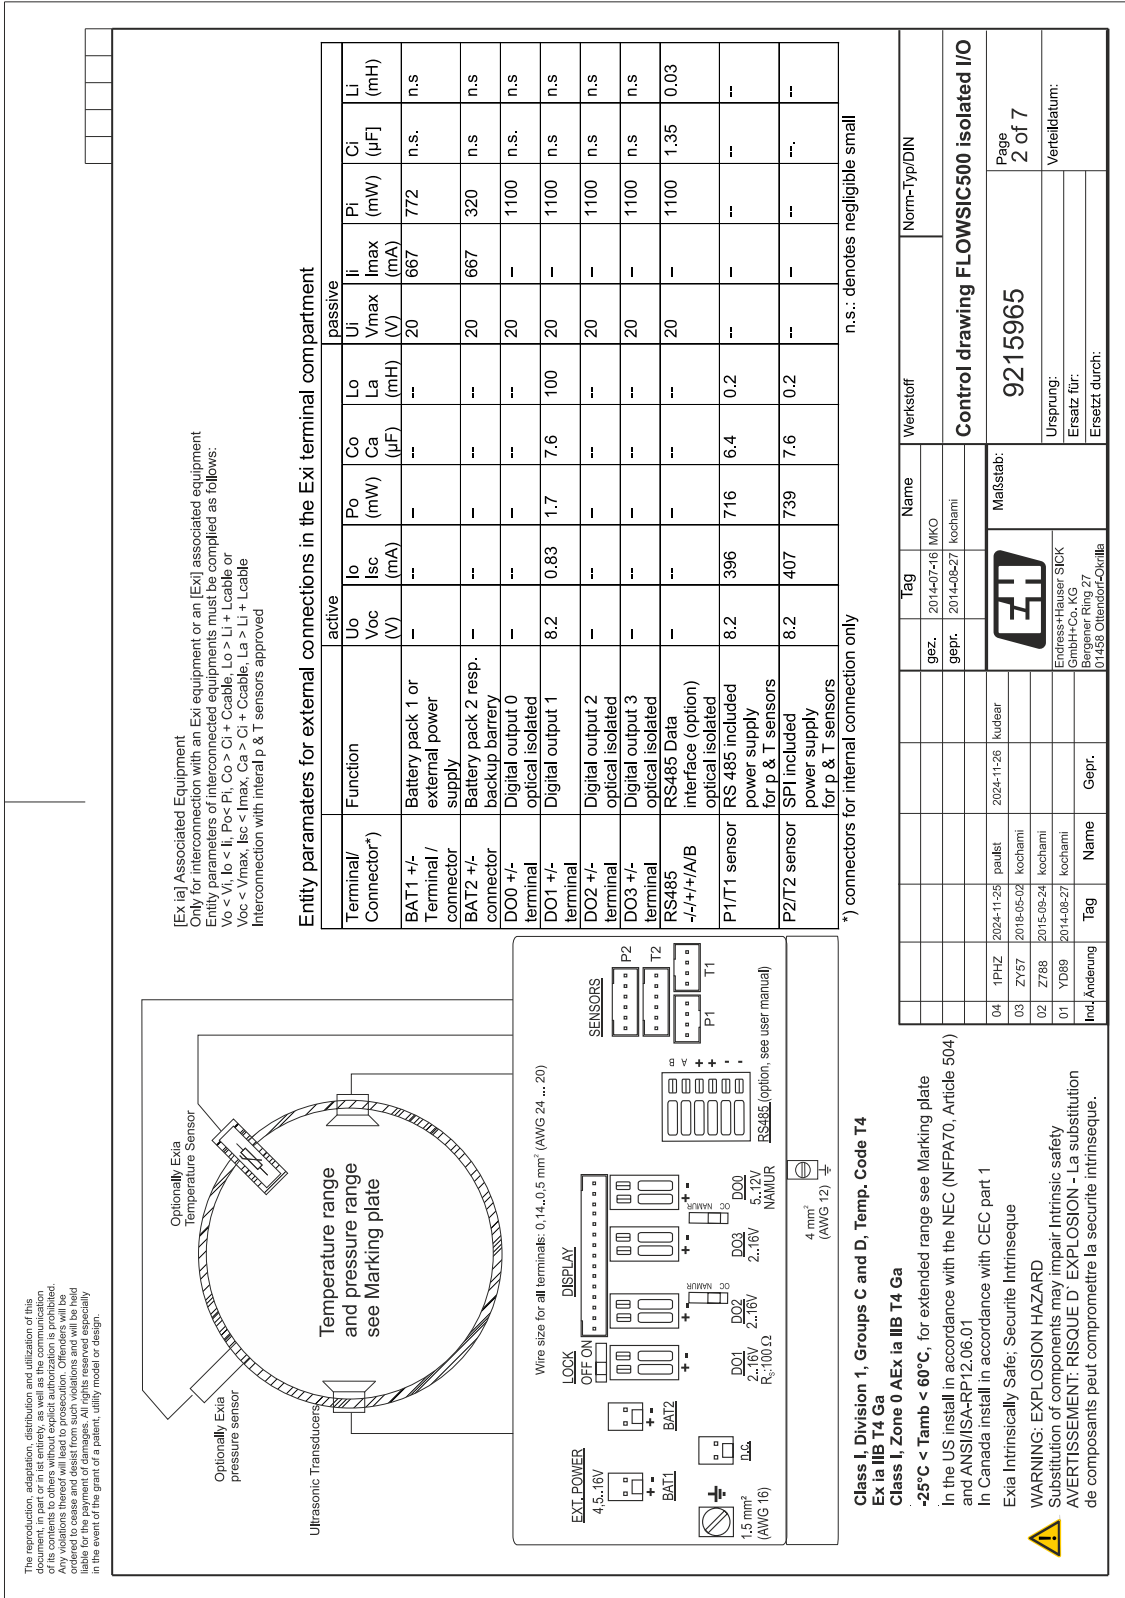 The reproduction, adaptation, distribution and utilization of this
document, in part or in ist entirety, as well as the communication
of its contents to others without explicit authorization is prohibited.
Any violations thereof will lead to prosecution. Offenders will be
ordered to cease and desist from such violations and will be held
liable for the payment of damages. All rights reserved especially
in the event of the grant of a patent, utility model or design.
Optionally Exia
pressure sensor
Optionally Exia
Temperature Sensor
Ultrasonic Transducers
Temperature range
and pressure range
see Marking plate
Wire size for all terminals: 0,14..0,5 mm² (AWG 24 ... 20)
EXT. POWER
4,5..16V
+ -
BAT1
+ -
BAT2
n.c.
1.5 mm²
(AWG 16)
LOCK
OFF ON
DISPLAY
+ -
DO1
2..16V
Rₛ:100 Ω
+ -
DO2
2..16V
OC NAMUR
+ -
DO3
2..16V
OC NAMUR
+ -
DO0
5..12V
NAMUR
4 mm²
(AWG 12)
B
A
+
+
-
-
RS485 (option, see user manual)
SENSORS
P2
T2
P1
T1
[Ex ia] Associated Equipment
Only for interconnection with an Exi equipment or an [Exi] associated equipment
Entity parameters of interconnected equipments must be complied as follows:
Vo < Vi, Io < Ii, Po< Pi, Co > Ci + Ccable, Lo > Li + Lcable or
Voc < Vmax, Isc < Imax, Ca > Ci + Ccable, La > Li + Lcable
Interconnection with interal p & T sensors approved
Entity paramaters for external connections in the Exi terminal compartment
active passive
Terminal/ Connector*) Function Uo Voc (V) Io Isc (mA) Po (mW) Co Ca (µF) Lo La (mH) Ui Vmax (V) Ii Imax (mA) Pi (mW) Ci [µF] Li (mH)
BAT1 +/- Terminal / connector Battery pack 1 or external power supply -- -- -- -- -- 20 667 772 n.s. n.s
BAT2 +/- connector Battery pack 2 resp. backup barrery -- -- -- -- -- 20 667 320 n.s n.s
DO0 +/- terminal Digital output 0 optical isolated -- -- -- -- -- 20 -- 1100 n.s. n.s
DO1 +/- terminal Digital output 1 8.2 0.83 1.7 7.6 100 20 -- 1100 n.s n.s
DO2 +/- terminal Digital output 2 optical isolated -- -- -- -- -- 20 -- 1100 n.s n.s
DO3 +/- terminal Digital output 3 optical isolated -- -- -- -- -- 20 -- 1100 n.s n.s
RS485 -/-/+/+/A/B RS485 Data interface (option) optical isolated -- -- -- -- -- 20 -- 1100 1.35 0.03
P1/T1 sensor RS 485 included power supply for p & T sensors 8.2 396 716 6.4 0.2 -- -- -- -- --
P2/T2 sensor SPI included power supply for p & T sensors 8.2 407 739 7.6 0.2 -- -- -- --. --
*) connectors for internal connection only
n.s.: denotes negligible small
Class I, Division 1, Groups C and D, Temp. Code T4
Ex ia IIB T4 Ga
Class I, Zone 0 AEx ia IIB T4 Ga
-25°C < Tamb < 60°C, for extended range see Marking plate
In the US install in accordance with the NEC (NFPA70, Article 504)
and ANSI/ISA-RP12.06.01
In Canada install in accordance with CEC part 1
Exia Intrinsically Safe; Securite Intrinseque
WARNING: EXPLOSION HAZARD
Substitution of components may impair Intrinsic safety
AVERTISSEMENT: RISQUE D` EXPLOSION - La substitution
de composants peut compromettre la securite intrinseque.
04 1PHZ 2024-11-25 paulst 2024-11-26 kudear
03 ZY57 2018-05-02 kochami
02 Z788 2015-09-24 kochami
01 YD89 2014-08-27 kochami
Ind. Änderung Tag Name Gepr.
Tag Name
gez. 2014-07-16 MKO
gepr. 2014-08-27 kochami
Werkstoff
Norm-Typ/DIN
Control drawing FLOWSIC500 isolated I/O
EH
Endress+Hauser SICK
GmbH+Co. KG
Bergener Ring 27
01458 Ottendorf-Okrilla
Maßstab:
9215965
Page
2 of 7
Ursprung:
Ersatz für:
Ersetzt durch:
Verteildatum: